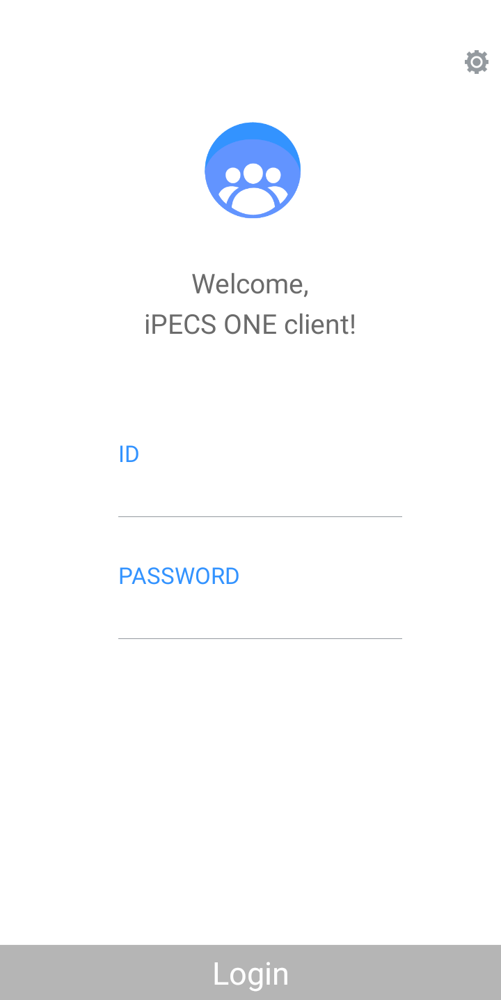 Welcome,
iPECS ONE client!
ID
PASSWORD
Login